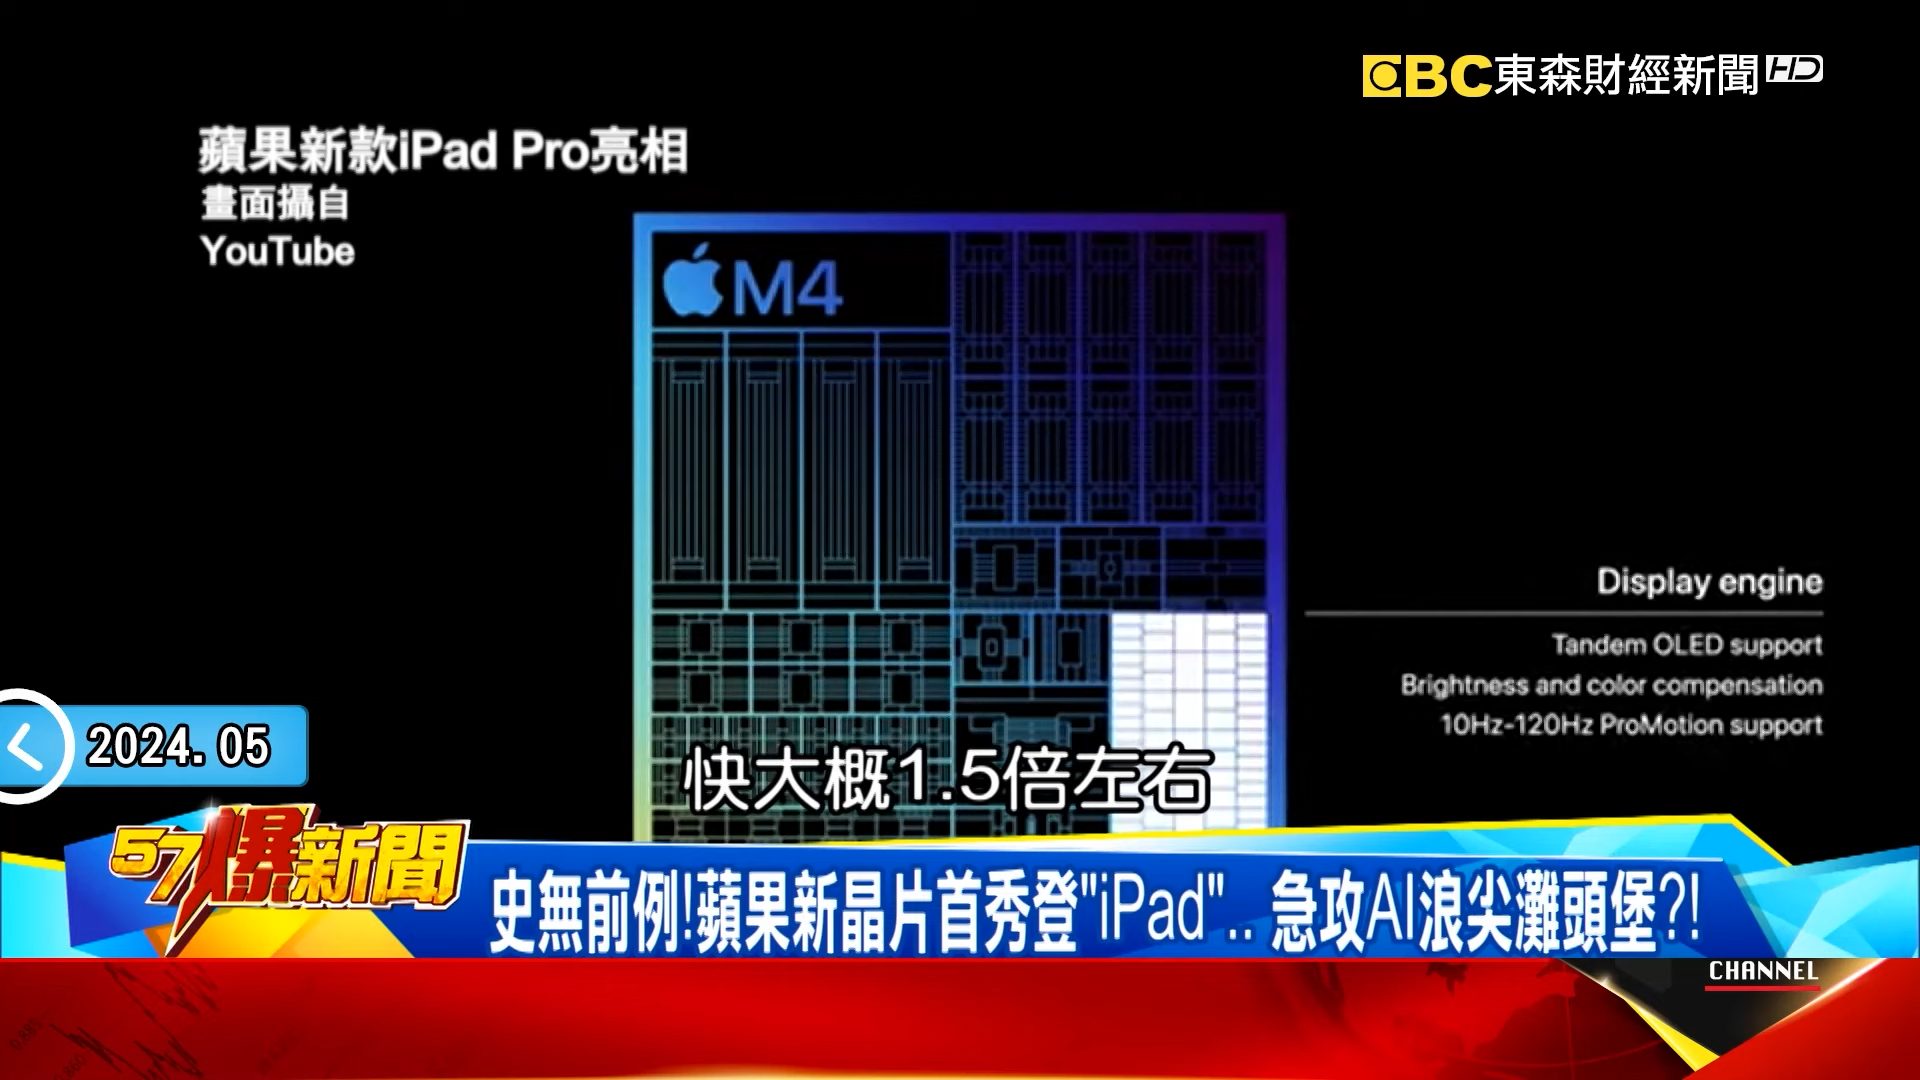 EBC東森財經新聞HD
蘋果新款iPad Pro亮相
畫面攝自
YouTube
M4
Display engine
Tandem OLED support
Brightness and color compensation
10Hz-120Hz ProMotion support
2024.05
快大概1.5倍左右
57爆新聞
史無前例!蘋果新晶片首秀登"iPad".. 急攻AI浪尖灘頭堡?!
CHANNEL